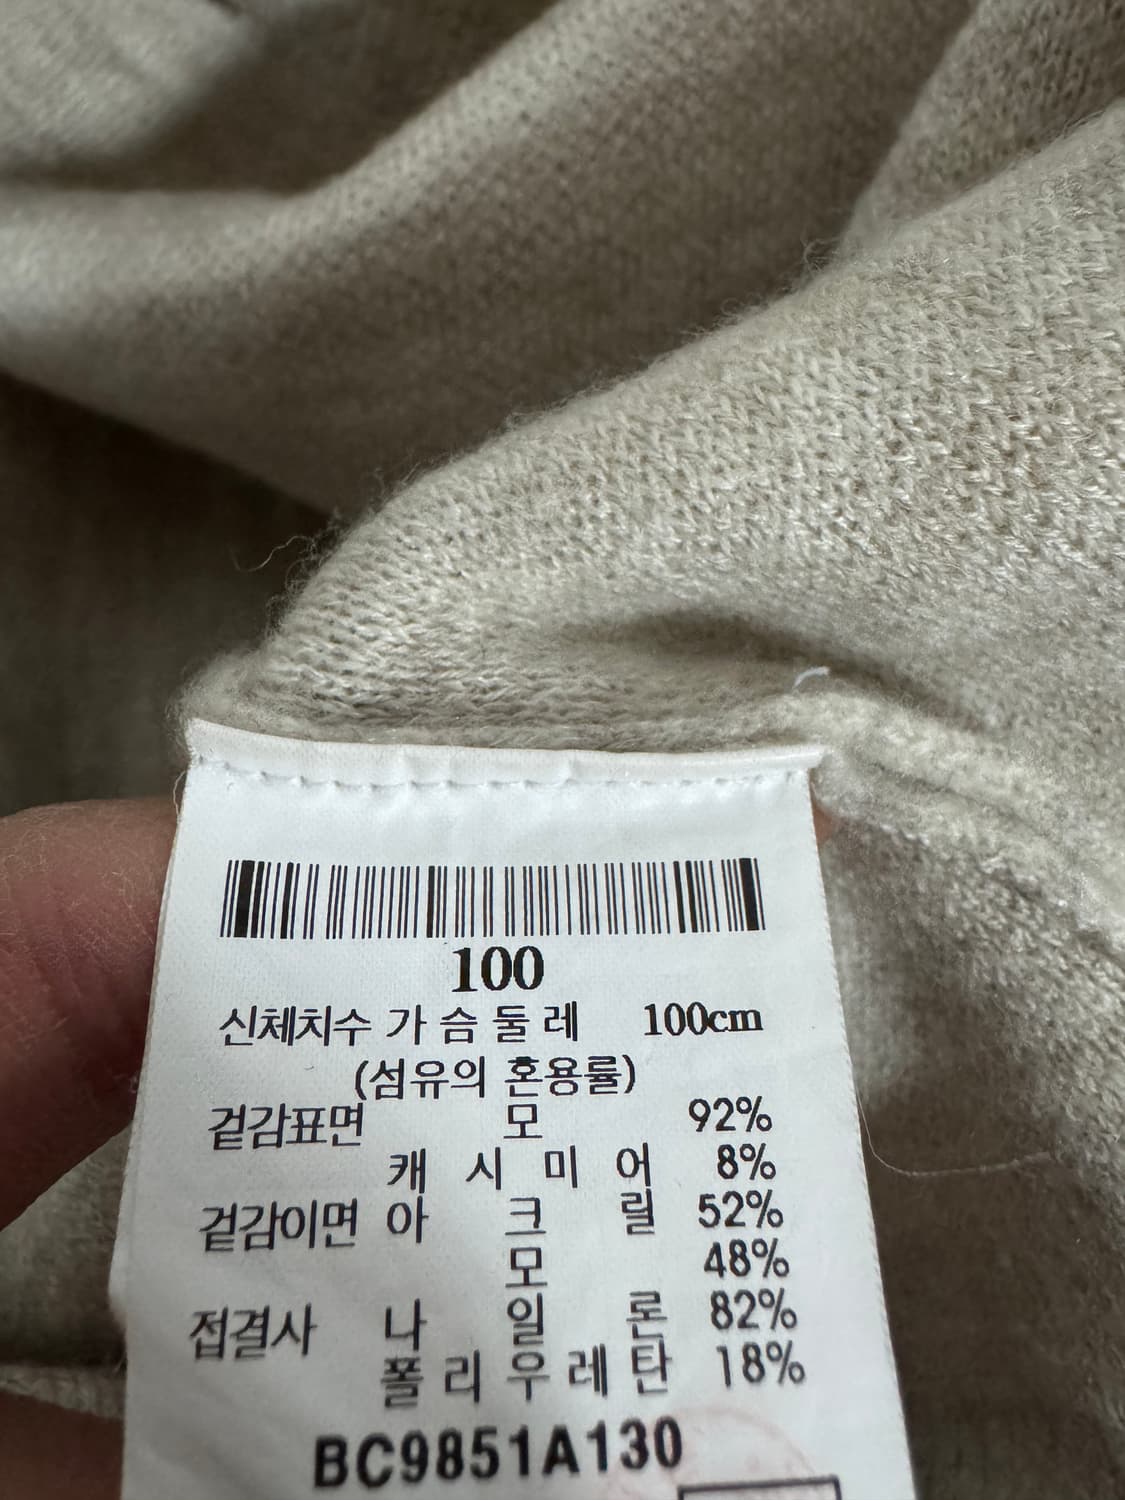 100
신체치수 가 슴 둘 레 100cm
(섬유의 혼용률)
겉감표면 모 92%
캐 시 미 어 8%
겉감이면 아 크 릴 52%
모 48%
접결사 나 일 론 82%
폴 리 우 레 탄 18%
BC9851A130